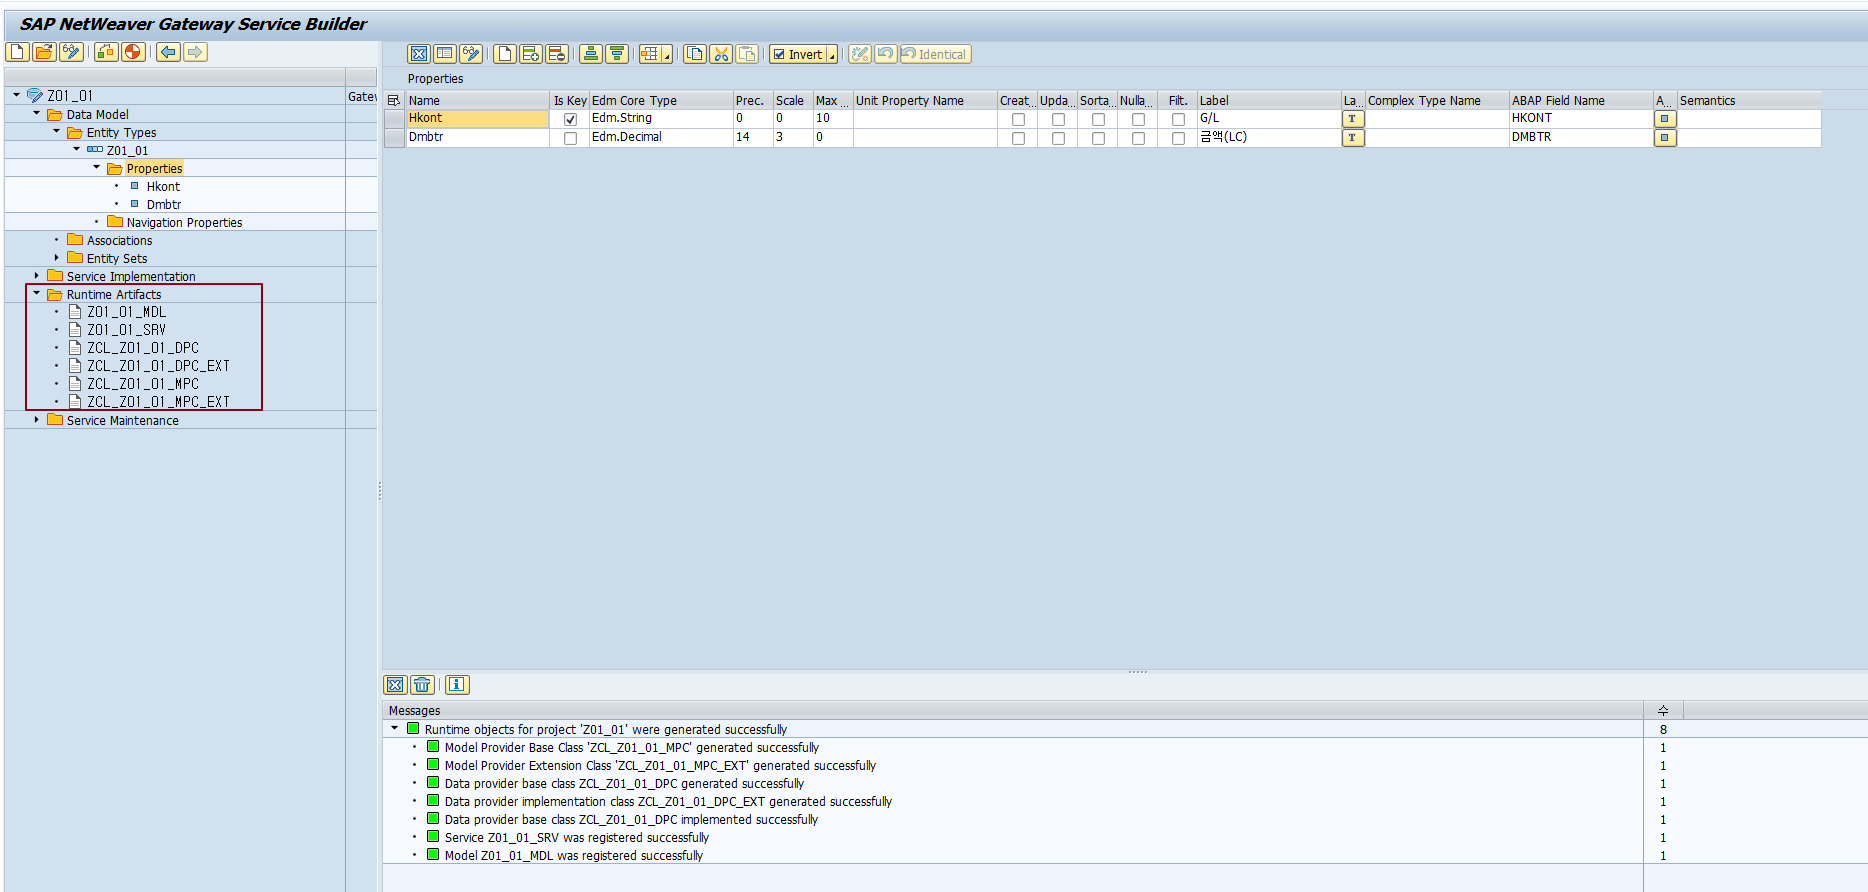 SAP NetWeaver Gateway Service Builder
Invert
Identical
Z01_01
Gatew
Data Model
Entity Types
Z01_01
Properties
Hkont
Dmbtr
Navigation Properties
Associations
Entity Sets
Service Implementation
Runtime Artifacts
Z01_01_MDL
Z01_01_SRV
ZCL_Z01_01_DPC
ZCL_Z01_01_DPC_EXT
ZCL_Z01_01_MPC
ZCL_Z01_01_MPC_EXT
Service Maintenance
Properties
Name Is Key Edm Core Type Prec. Scale Max ... Unit Property Name Creat... Upda... Sorta... Nulla... Filt. Label La... Complex Type Name ABAP Field Name A... Semantics
Hkont Edm.String 0 0 10 G/L T HKONT
Dmbtr Edm.Decimal 14 3 0 금액(LC) T DMBTR
Messages 수
Runtime objects for project 'Z01_01' were generated successfully 8
Model Provider Base Class 'ZCL_Z01_01_MPC' generated successfully 1
Model Provider Extension Class 'ZCL_Z01_01_MPC_EXT' generated successfully 1
Data provider base class ZCL_Z01_01_DPC generated successfully 1
Data provider implementation class ZCL_Z01_01_DPC_EXT generated successfully 1
Data provider base class ZCL_Z01_01_DPC implemented successfully 1
Service Z01_01_SRV was registered successfully 1
Model Z01_01_MDL was registered successfully 1